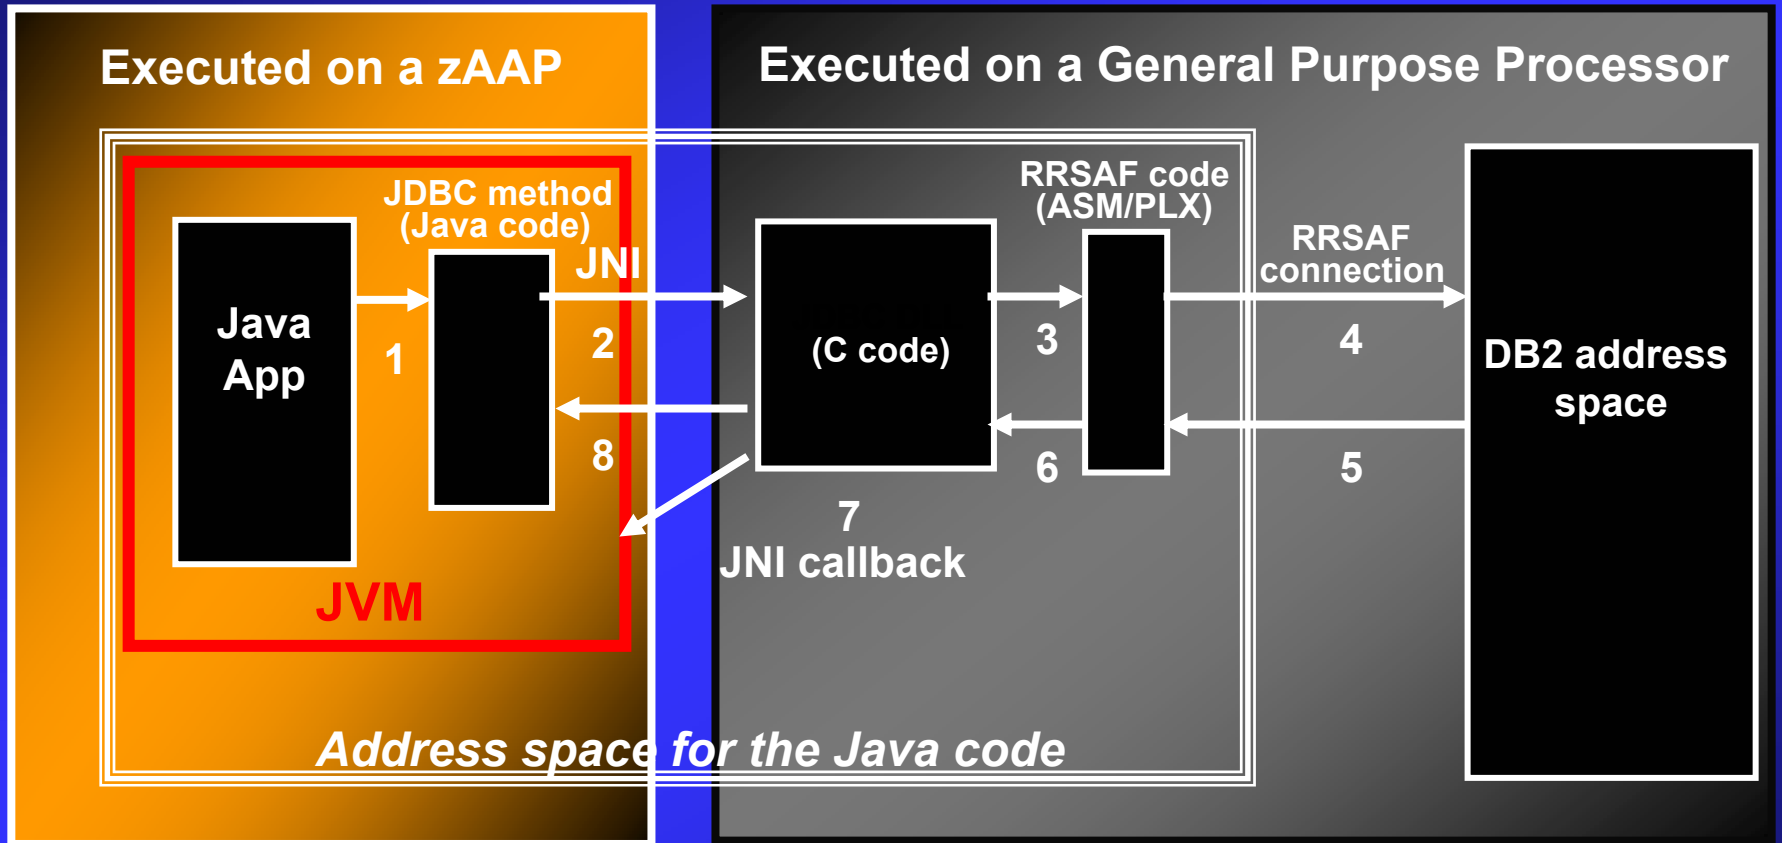 Executed on a zAAP
Executed on a General Purpose Processor
JDBC method
(Java code)
JNI
RRSAF code
(ASM/PLX)
RRSAF
connection
Java
App
1
2
(C code)
3
4
DB2 address
space
8
6
5
7
JNI callback
JVM
Address space for the Java code